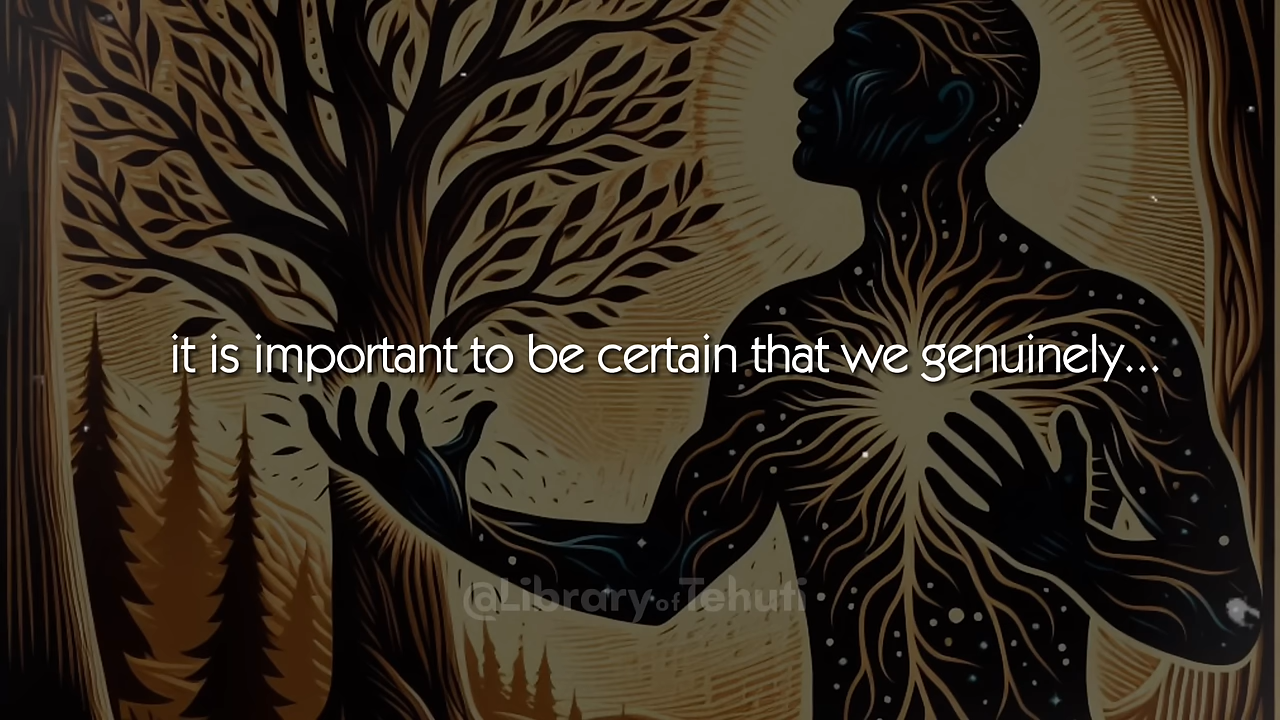 it is important to be certain that we genuinely...
@Library of Tehuti